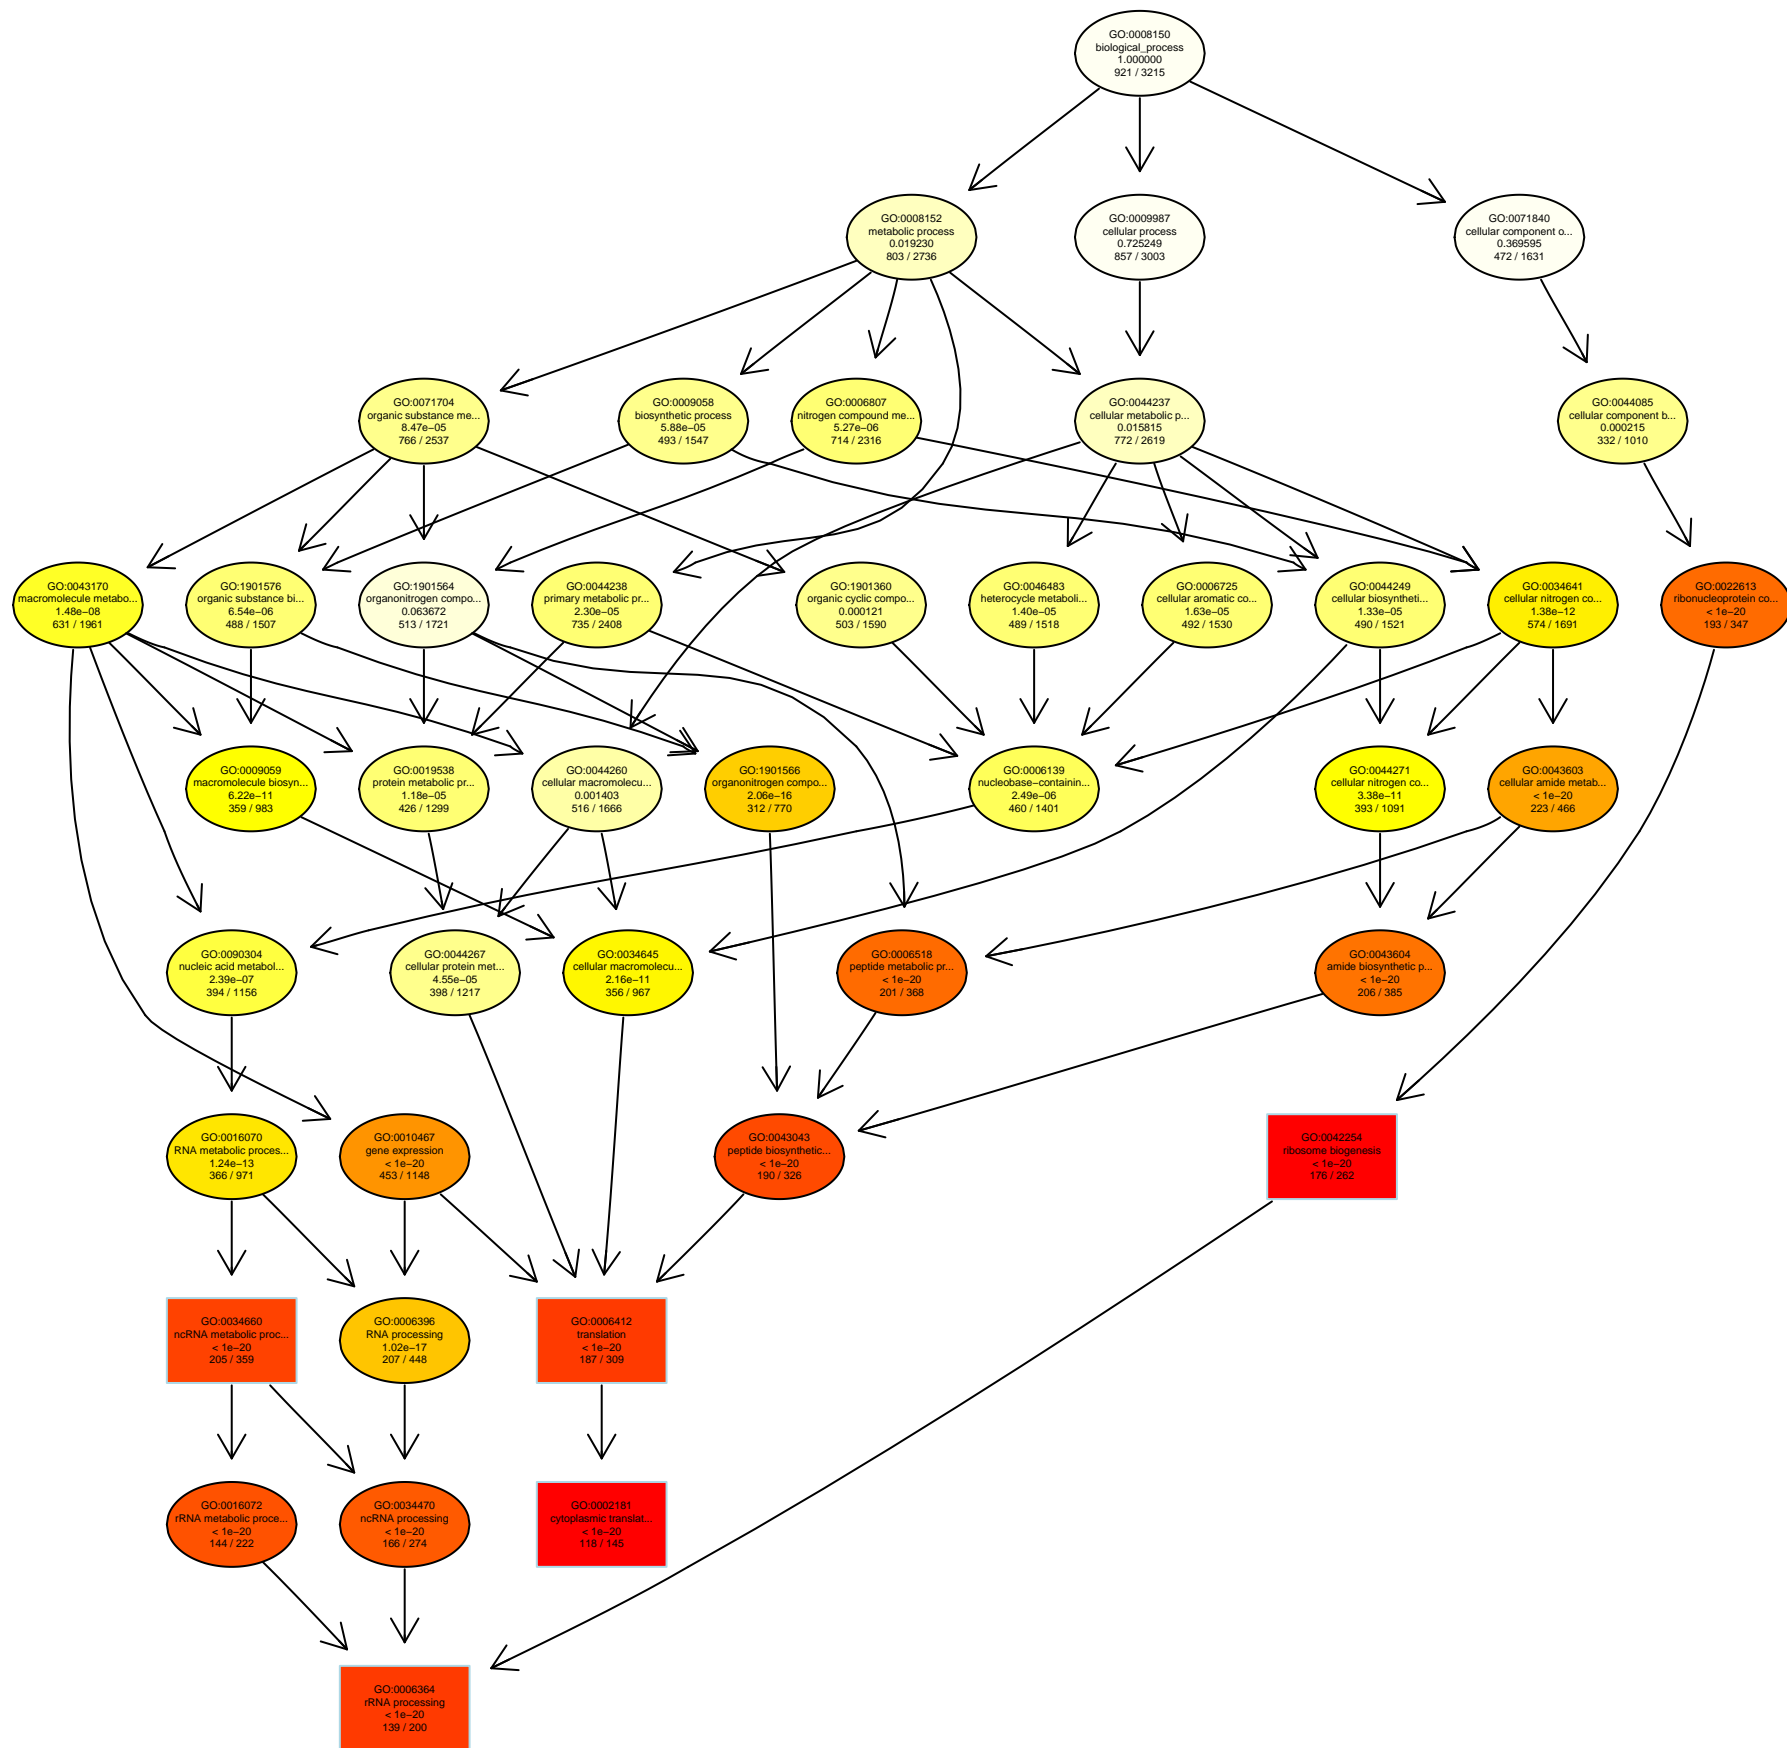 GO:0008150
biological_process
1.000000
921 / 3215
GO:0008152
metabolic process
0.019230
803 / 2736
GO:0009987
cellular process
0.725249
857 / 3003
GO:0071840
cellular component o...
0.369595
472 / 1631
GO:0071704
organic substance me...
8.47e−05
766 / 2537
GO:0009058
biosynthetic process
5.88e−05
493 / 1547
GO:0006807
nitrogen compound me...
5.27e−06
714 / 2316
GO:0044237
cellular metabolic p...
0.015815
772 / 2619
GO:0044085
cellular component b...
0.000215
332 / 1010
GO:0043170
macromolecule metabo...
1.48e−08
631 / 1961
GO:1901576
organic substance bi...
6.54e−06
488 / 1507
GO:1901564
organonitrogen compo...
0.063672
513 / 1721
GO:0044238
primary metabolic pr...
2.30e−05
735 / 2408
GO:1901360
organic cyclic compo...
0.000121
503 / 1590
GO:0046483
heterocycle metaboli...
1.40e−05
489 / 1518
GO:0006725
cellular aromatic co...
1.63e−05
492 / 1530
GO:0044249
cellular biosyntheti...
1.33e−05
490 / 1521
GO:0034641
cellular nitrogen co...
1.38e−12
574 / 1691
GO:0022613
ribonucleoprotein co...
< 1e−20
193 / 347
GO:0009059
macromolecule biosyn...
6.22e−11
359 / 983
GO:0019538
protein metabolic pr...
1.18e−05
426 / 1299
GO:0044260
cellular macromolecu...
0.001403
516 / 1666
GO:1901566
organonitrogen compo...
2.06e−16
312 / 770
GO:0006139
nucleobase−containin...
2.49e−06
460 / 1401
GO:0044271
cellular nitrogen co...
3.38e−11
393 / 1091
GO:0043603
cellular amide metab...
< 1e−20
223 / 466
GO:0090304
nucleic acid metabol...
2.39e−07
394 / 1156
GO:0044267
cellular protein met...
4.55e−05
398 / 1217
GO:0034645
cellular macromolecu...
2.16e−11
356 / 967
GO:0006518
peptide metabolic pr...
< 1e−20
201 / 368
GO:0043604
amide biosynthetic p...
< 1e−20
206 / 385
GO:0016070
RNA metabolic proces...
1.24e−13
366 / 971
GO:0010467
gene expression
< 1e−20
453 / 1148
GO:0043043
peptide biosynthetic...
< 1e−20
190 / 326
GO:0042254
ribosome biogenesis
< 1e−20
176 / 262
GO:0034660
ncRNA metabolic proc...
< 1e−20
205 / 359
GO:0006396
RNA processing
1.02e−17
207 / 448
GO:0006412
translation
< 1e−20
187 / 309
GO:0016072
rRNA metabolic proce...
< 1e−20
144 / 222
GO:0034470
ncRNA processing
< 1e−20
166 / 274
GO:0002181
cytoplasmic translat...
< 1e−20
118 / 145
GO:0006364
rRNA processing
< 1e−20
139 / 200